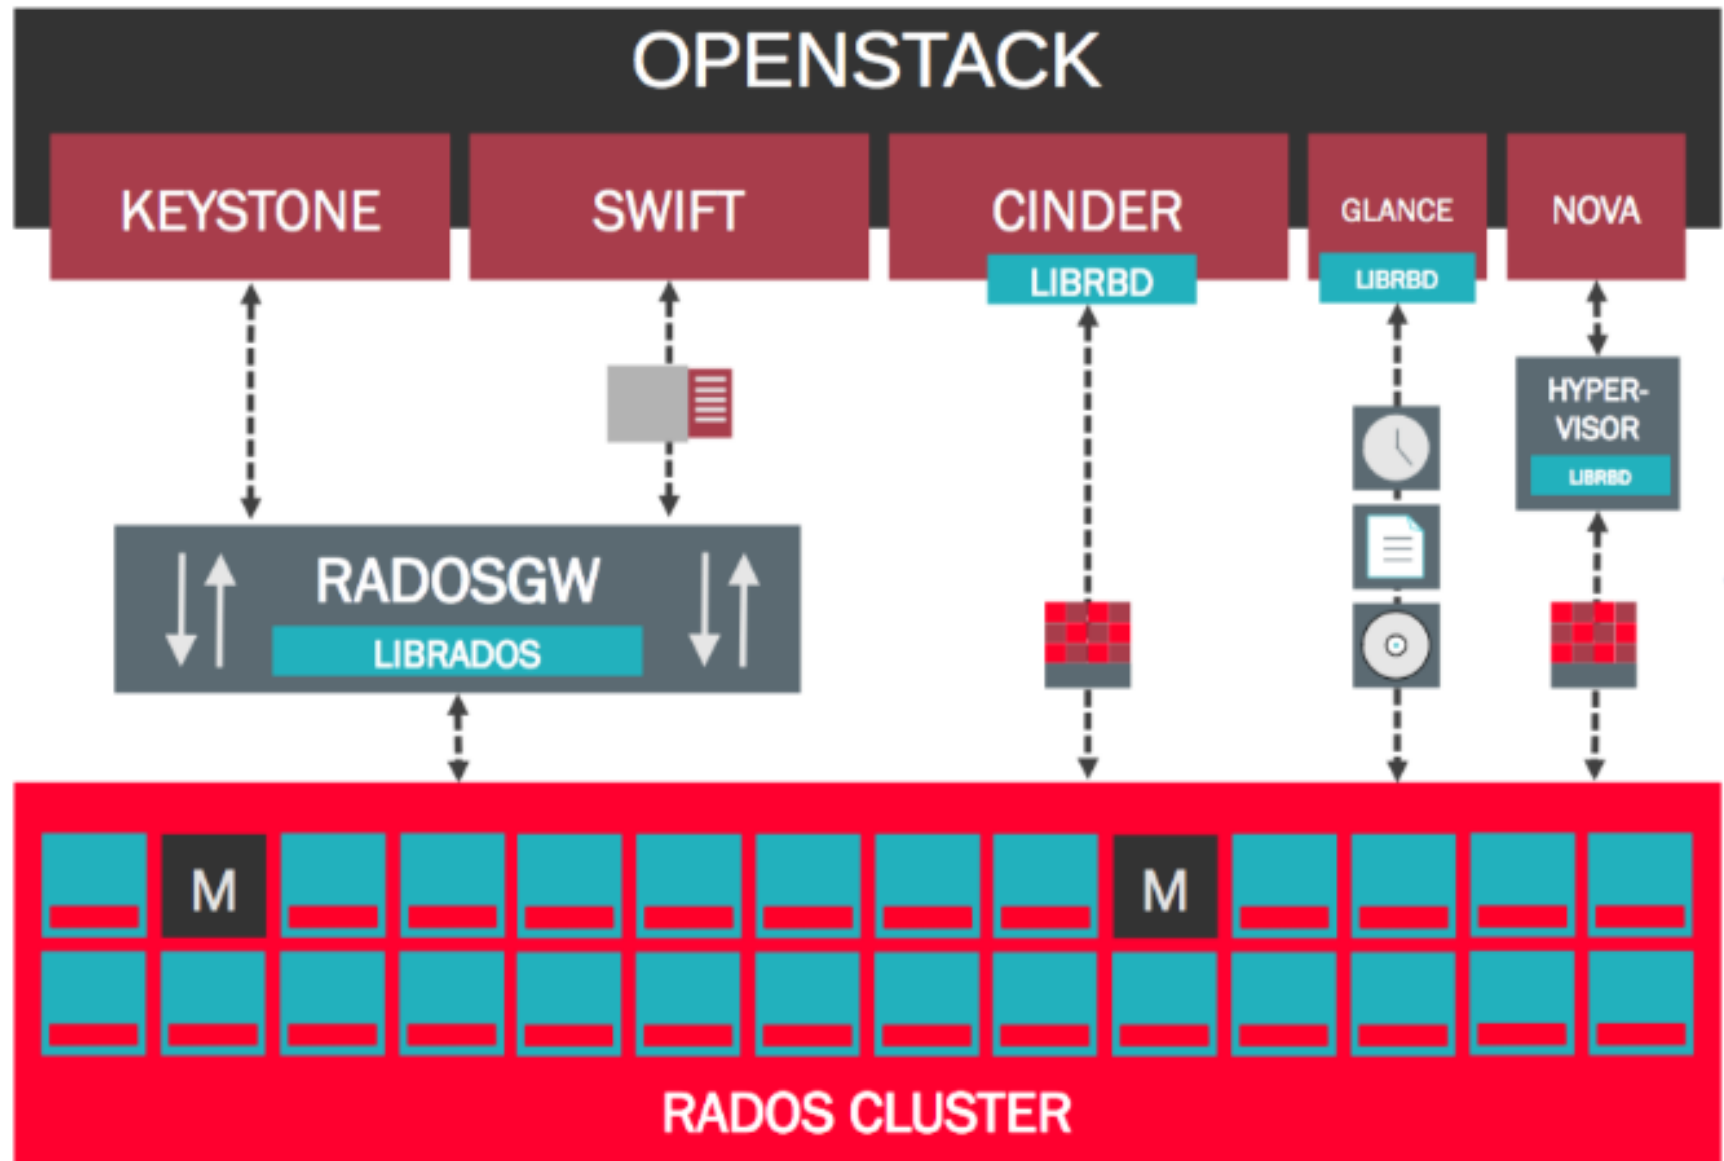 OPENSTACK
KEYSTONE
SWIFT
CINDER
GLANCE
NOVA
LIBRBD
LIBRBD
HYPER-
VISOR
LIBRBD
RADOSGW
LIBRADOS
M
M
RADOS CLUSTER